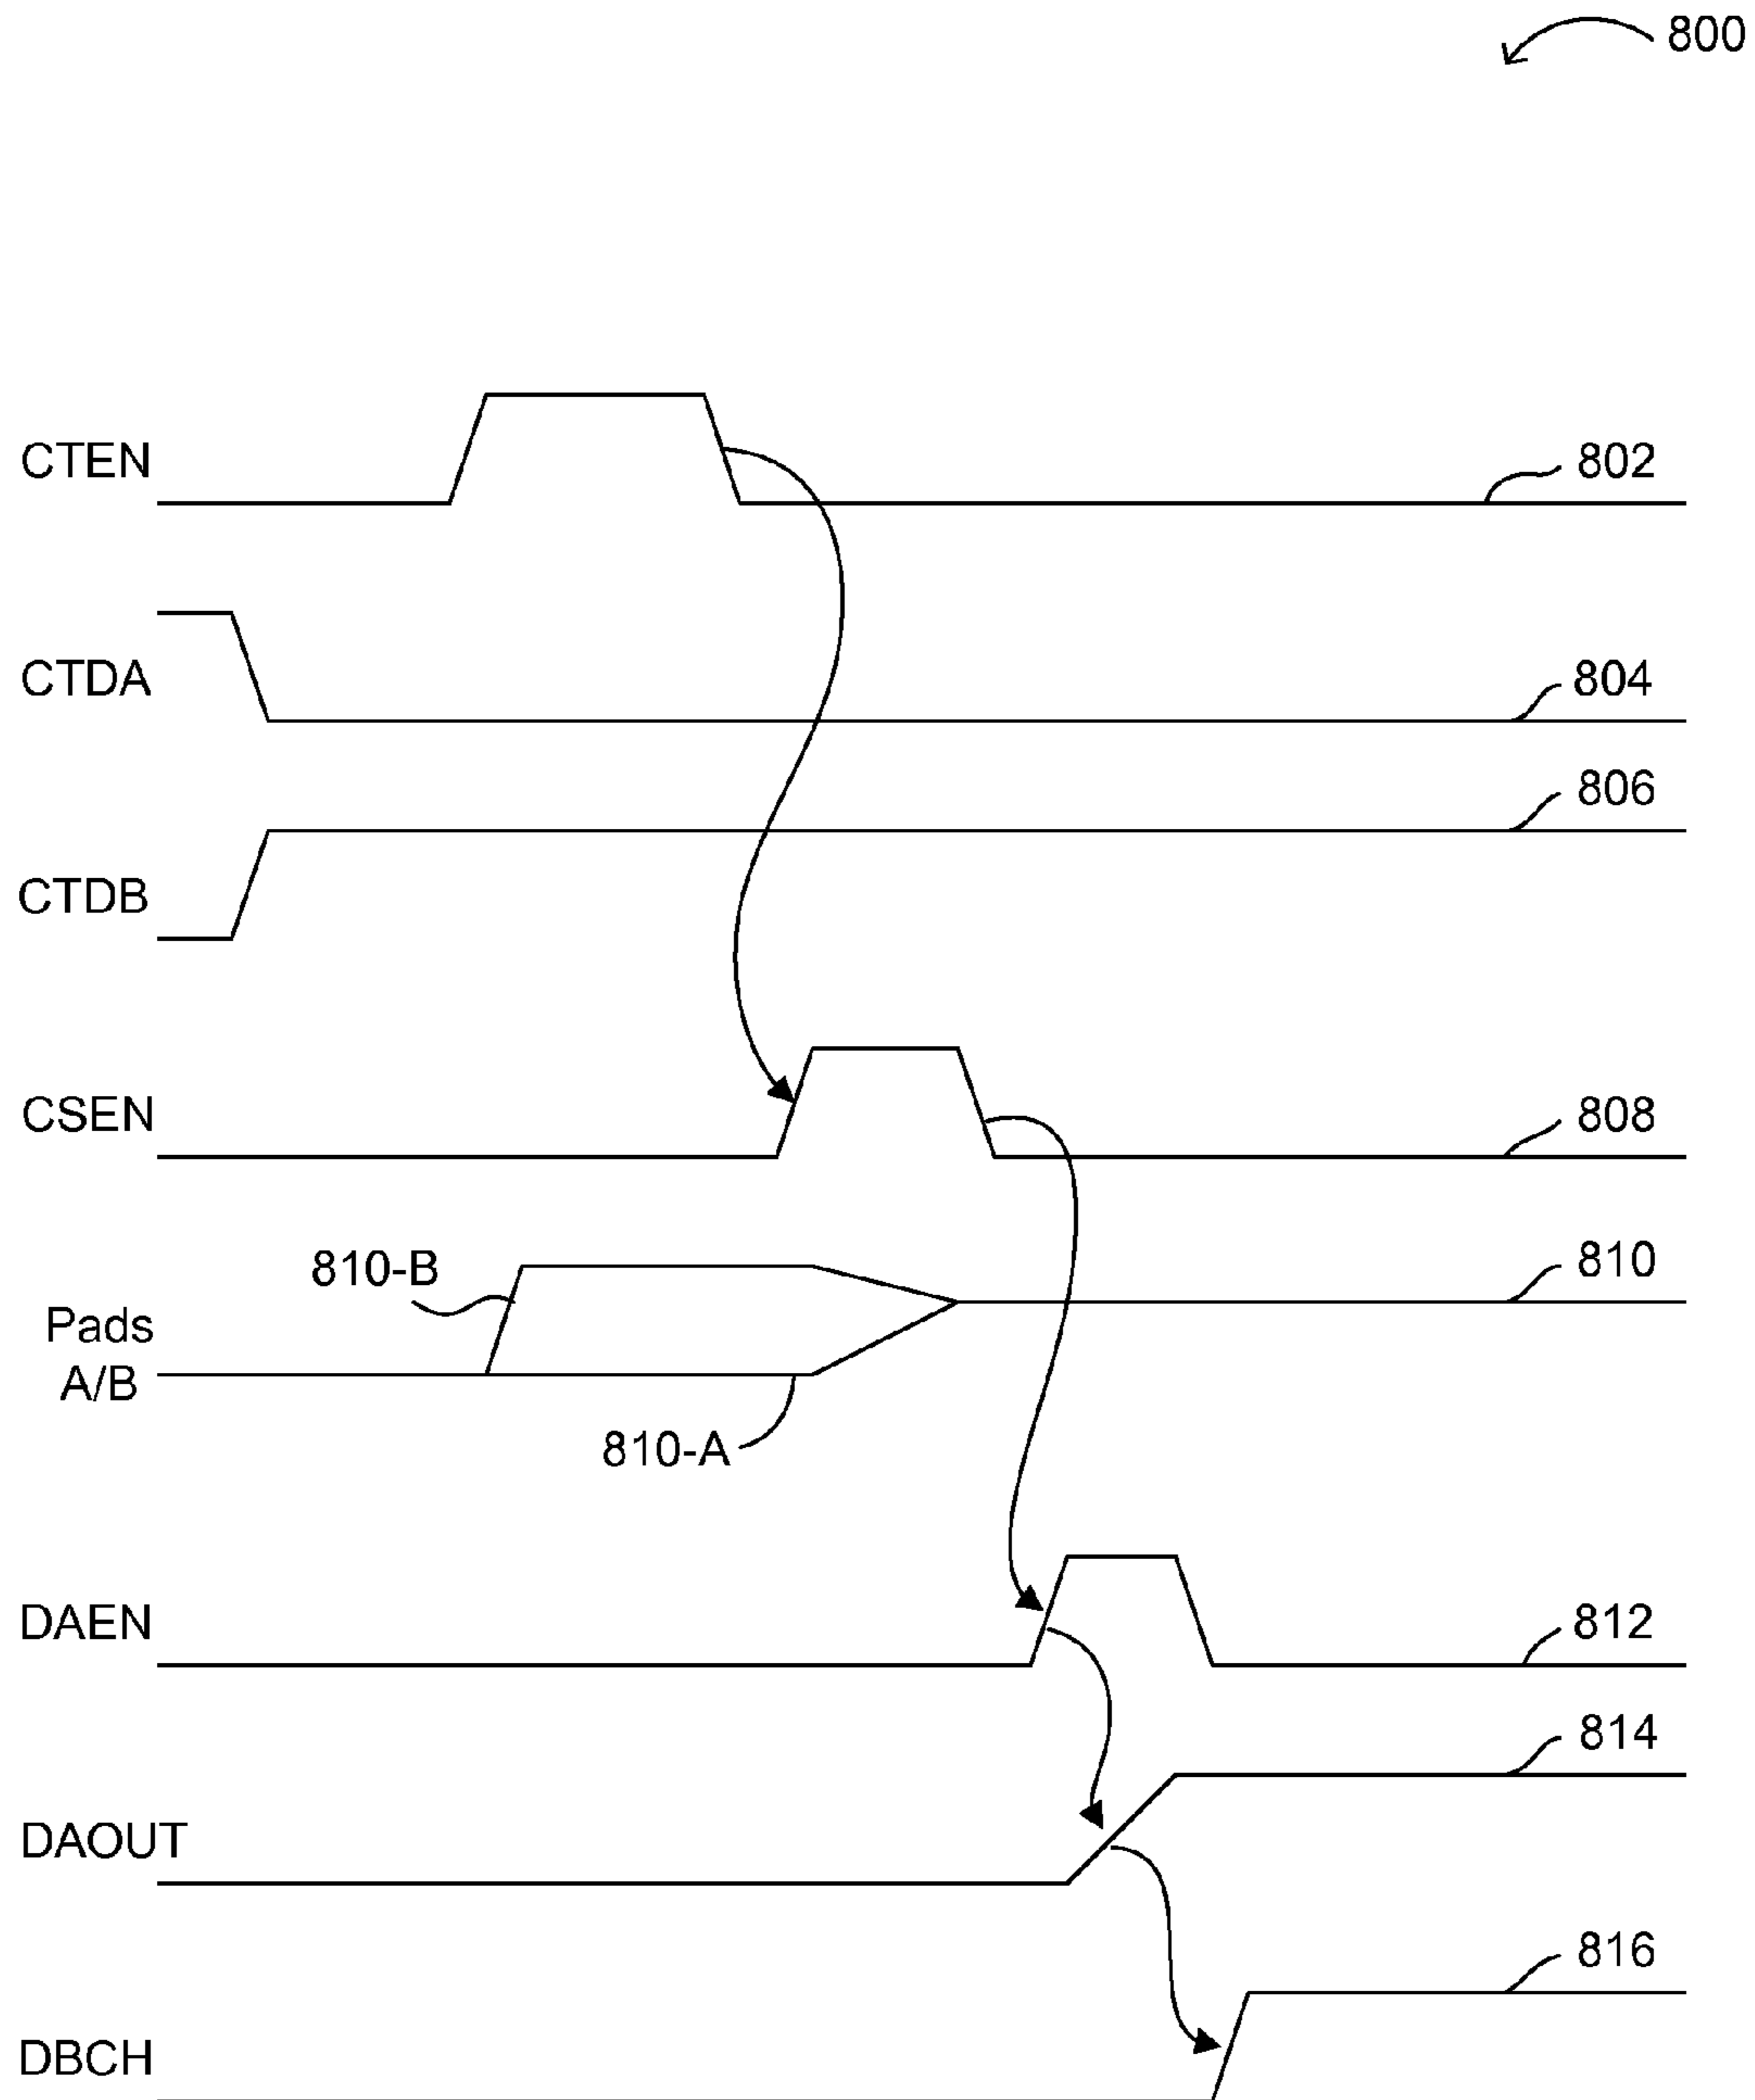 800
CTEN
802
CTDA
804
806
CTDB
CSEN
808
810-B
810
Pads
A/B
810-A
DAEN
812
814
DAOUT
816
DBCH